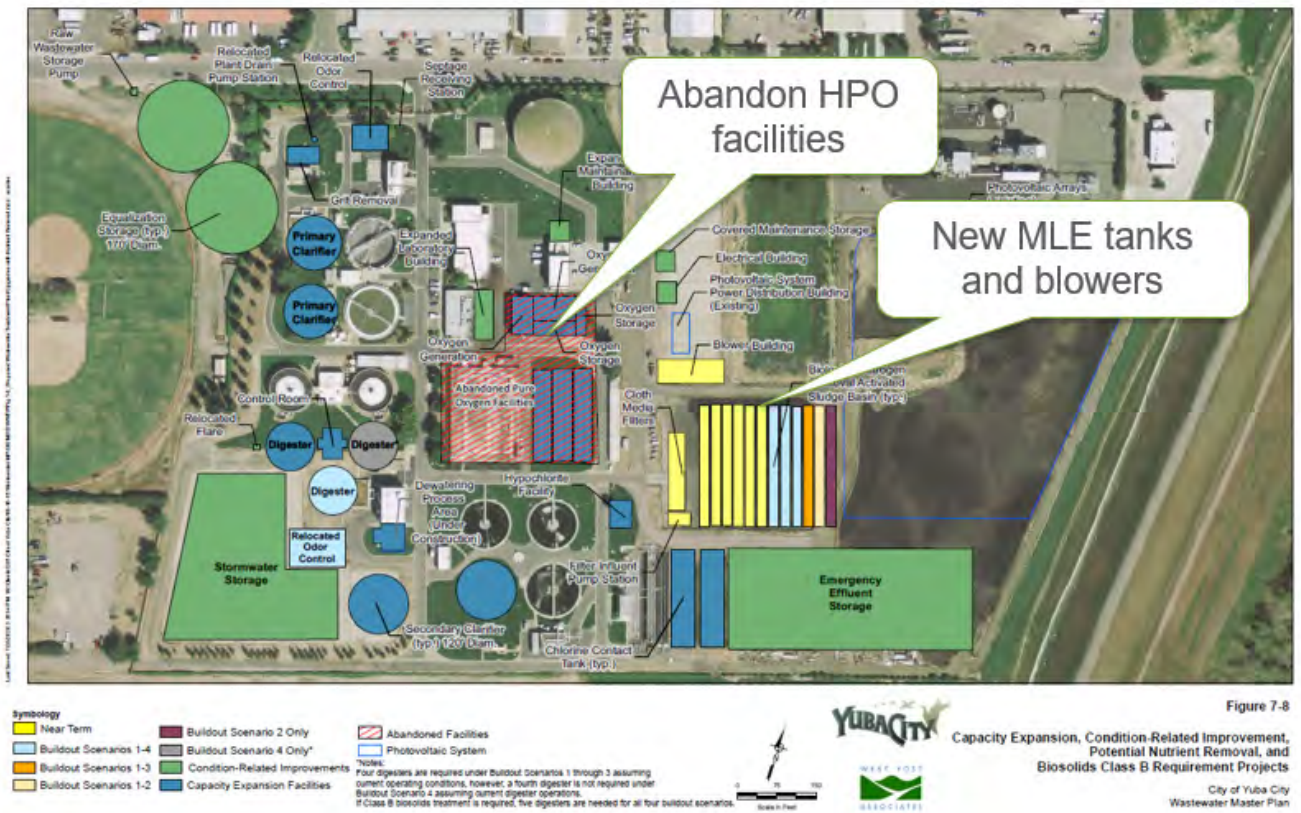 Raw
Wastewater
Storage
Pump
Relocated
Plant Drain
Pump Station
Relocated
Odor
Control
Septage
Receiving
Station
Abandon HPO
facilities
Grit Removal
Equalization
Storage (typ.)
170' Diam.
Primary
Clarifier
Primary
Clarifier
Expanded
Laboratory
Building
Building
Photovoltaic Arrays
New MLE tanks
and blowers
Covered Maintenance Storage
Electrical Building
Photovoltaic System
Power Distribution Building
(Existing)
Oxygen
Storage
Oxygen
Storage
Oxygen
Generation
Blower Building
Abandoned Pure
Oxygen Facilities
Cloth
Media
Filters
Activated
Sludge Basin (typ.)
Control Room
Relocated
Flare
Digester
Digester*
Digester
Dewatering
Process
Area
(Under
Construction)
Hypochlorite
Facility
Relocated
Odor
Control
Stormwater
Storage
Filter Influent
Pump Station
Emergency
Effluent
Storage
Secondary Clarifier
(typ.) 120' Diam.
Chlorine Contact
Tank (typ.)
Symbology
Near Term
Buildout Scenarios 1-4
Buildout Scenarios 1-3
Buildout Scenarios 1-2
Buildout Scenario 2 Only
Buildout Scenario 4 Only*
Condition-Related Improvements
Capacity Expansion Facilities
Abandoned Facilities
Photovoltaic System
*Notes:
Four digesters are required under Buildout Scenarios 1 through 3 assuming
current operating conditions, however, a fourth digester is not required under
Buildout Scenario 4 assuming current digester operations.
If Class B biosolids treatment is required, five digesters are needed for all four buildout scenarios.
0 75 150
Scale in Feet
YUBA CITY
WEST YOST
ASSOCIATES
Figure 7-8
Capacity Expansion, Condition-Related Improvement,
Potential Nutrient Removal, and
Biosolids Class B Requirement Projects
City of Yuba City
Wastewater Master Plan